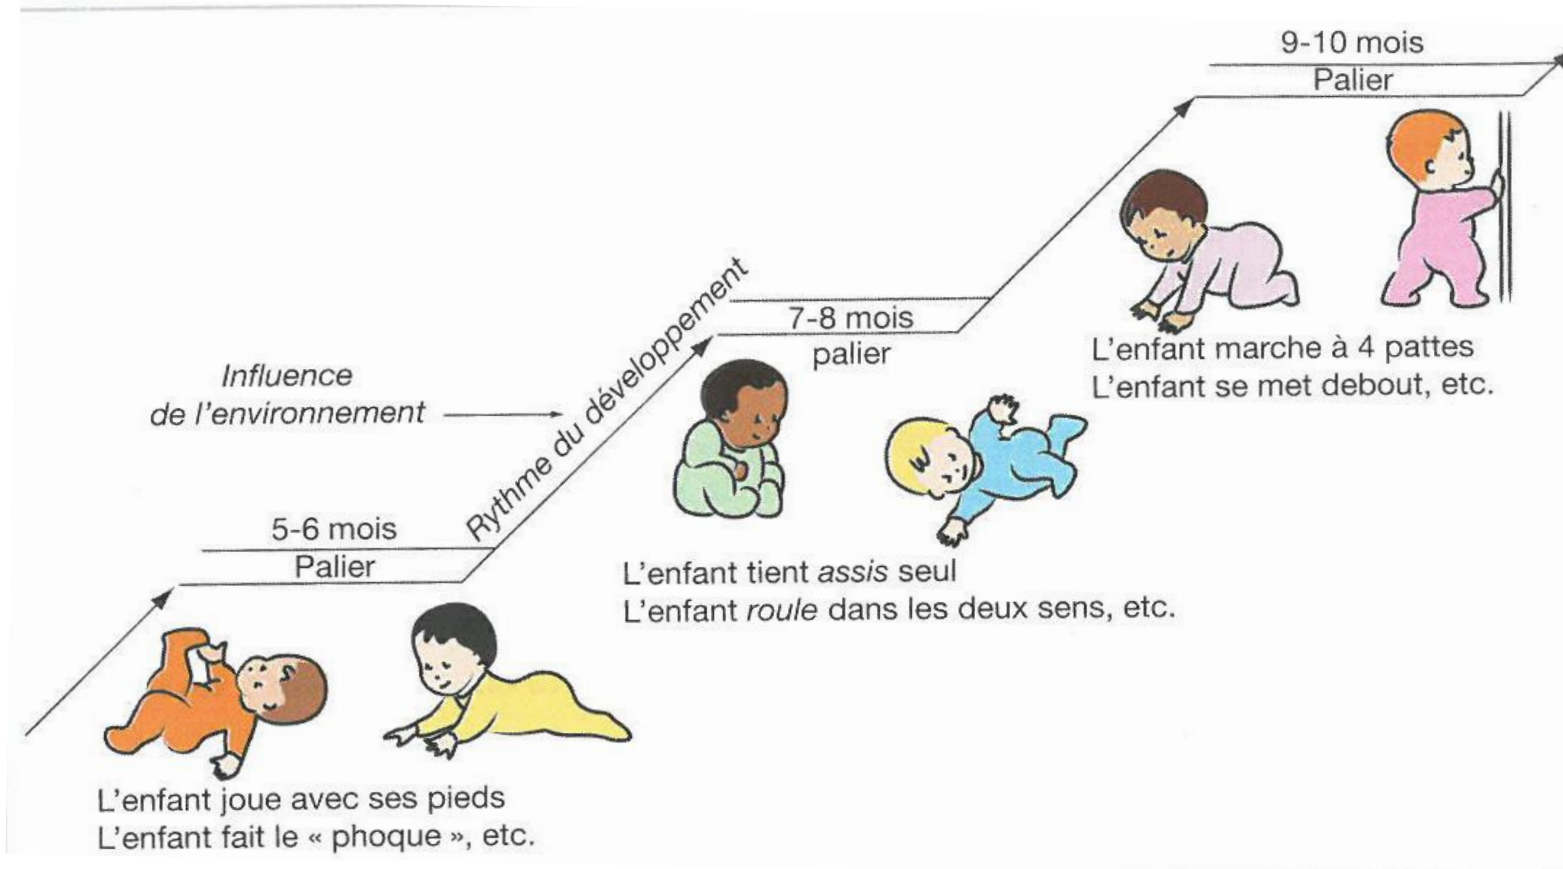 9-10 mois
Palier
Rythme du développement
7-8 mois
palier
Influence
de l'environnement
L'enfant marche à 4 pattes
L'enfant se met debout, etc.
5-6 mois
Palier
L'enfant tient assis seul
L'enfant roule dans les deux sens, etc.
L'enfant joue avec ses pieds
L'enfant fait le « phoque », etc.